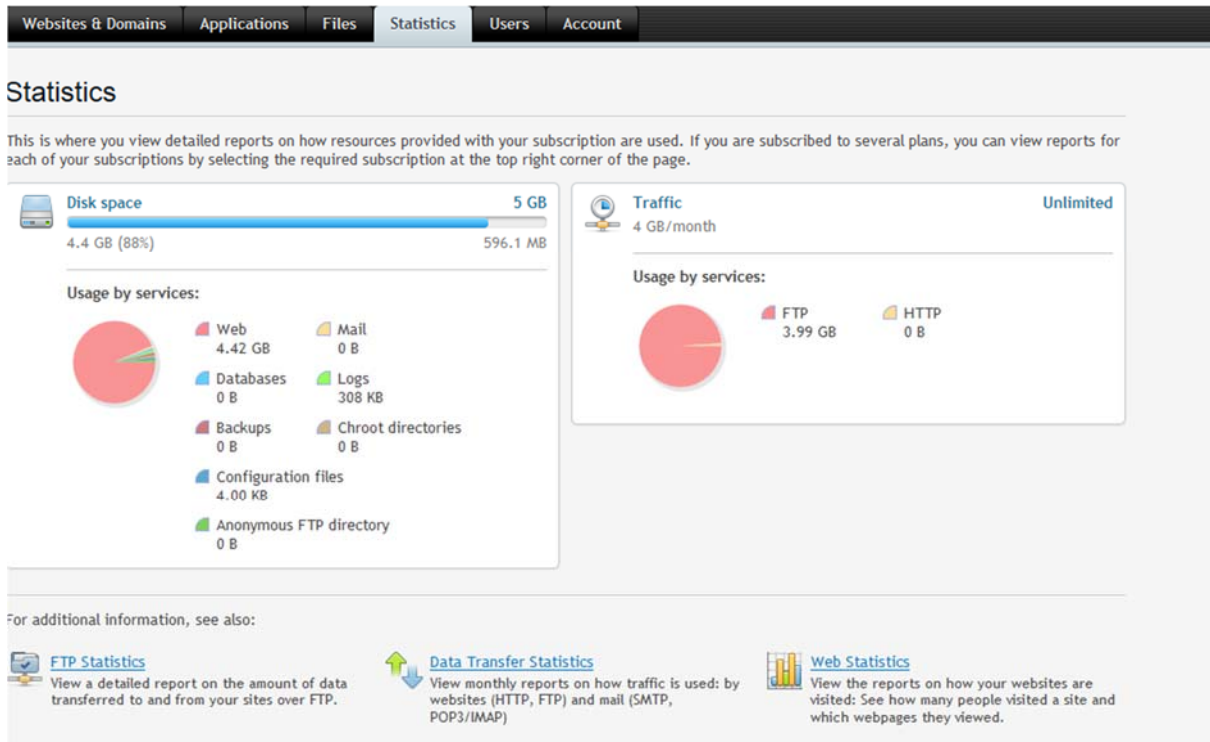 Websites & Domains Applications Files Statistics Users Account
Statistics
This is where you view detailed reports on how resources provided with your subscription are used. If you are subscribed to several plans, you can view reports for
each of your subscriptions by selecting the required subscription at the top right corner of the page.
Disk space 5 GB
4.4 GB (88%) 596.1 MB
Usage by services:
Web Mail
4.42 GB 0 B
Databases Logs
0 B 308 KB
Backups Chroot directories
0 B 0 B
Configuration files
4.00 KB
Anonymous FTP directory
0 B
Traffic Unlimited
4 GB/month
Usage by services:
FTP HTTP
3.99 GB 0 B
For additional information, see also:
FTP Statistics
View a detailed report on the amount of data
transferred to and from your sites over FTP.
Data Transfer Statistics
View monthly reports on how traffic is used: by
websites (HTTP, FTP) and mail (SMTP,
POP3/IMAP)
Web Statistics
View the reports on how your websites are
visited: See how many people visited a site and
which webpages they viewed.